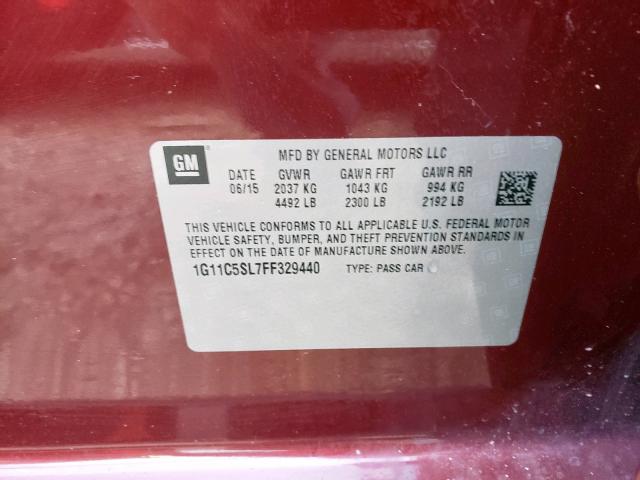 GM
MFD BY GENERAL MOTORS LLC
DATE GVWR GAWR FRT GAWR RR
06/15 2037 KG 1043 KG 994 KG
4492 LB 2300 LB 2192 LB
THIS VEHICLE CONFORMS TO ALL APPLICABLE U.S. FEDERAL MOTOR
VEHICLE SAFETY, BUMPER, AND THEFT PREVENTION STANDARDS
IN EFFECT ON THE DATE OF MANUFACTURE SHOWN ABOVE.
1G11C5SL7FF329440 TYPE: PASS CAR